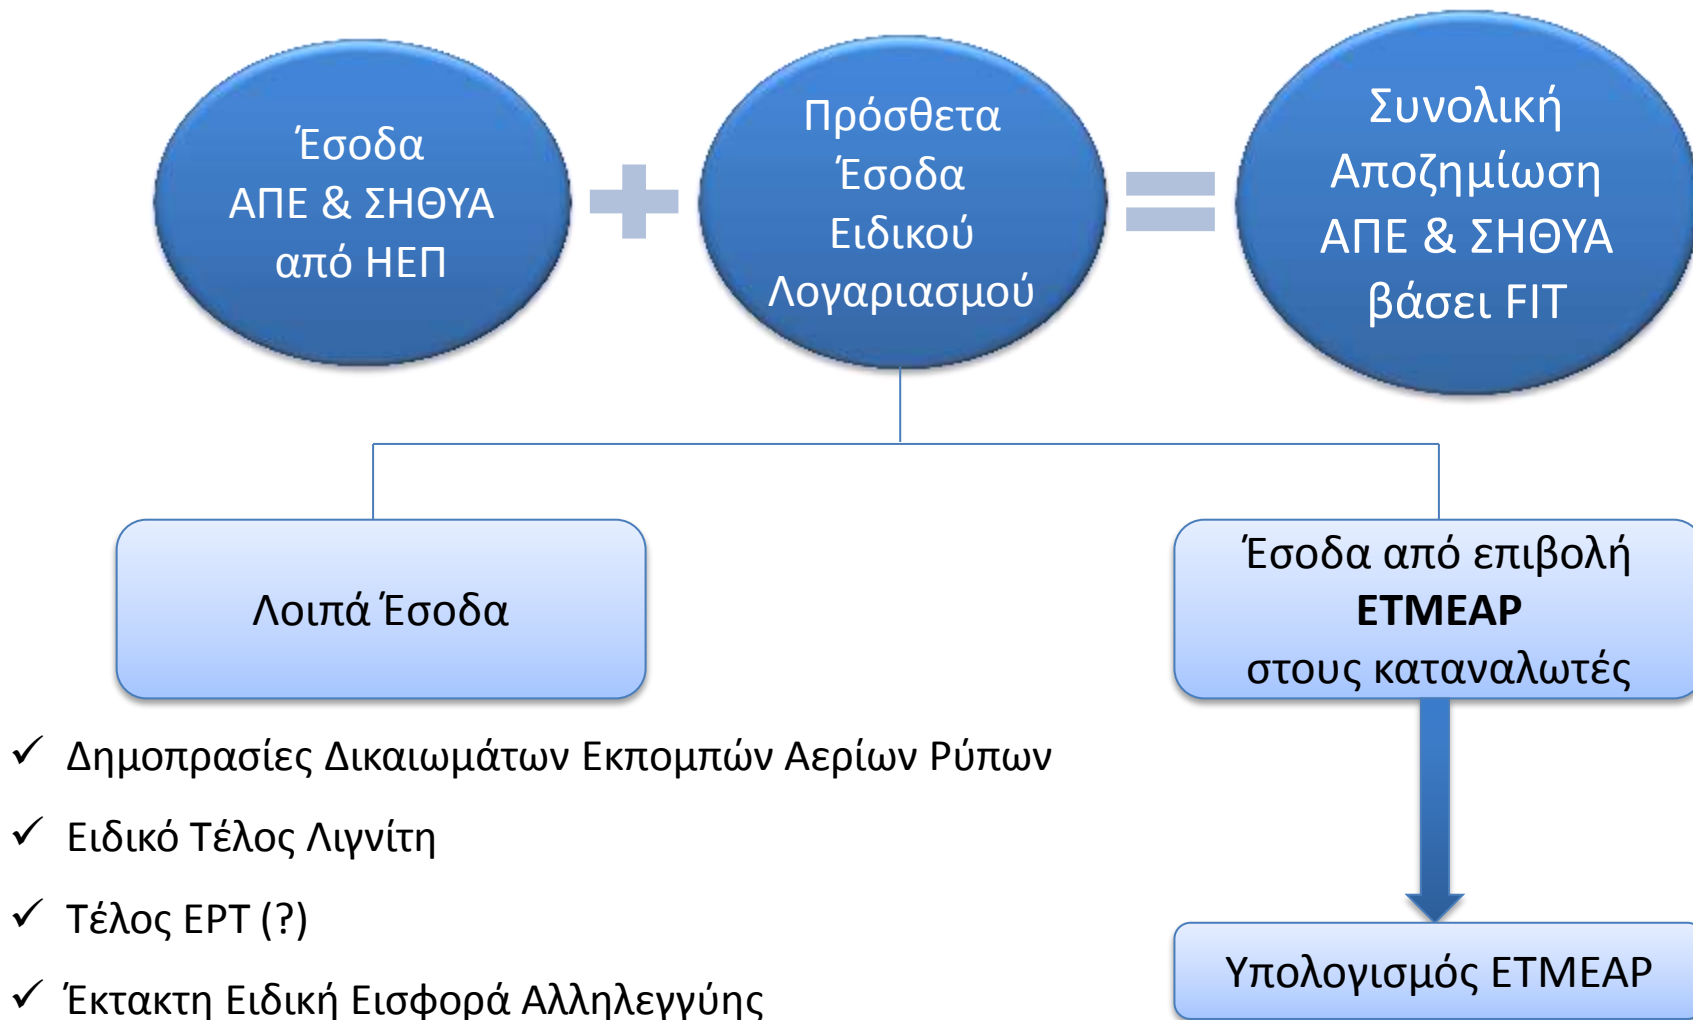 Έσοδα
ΑΠΕ & ΣΗΘΥΑ
από ΗΕΠ
Πρόσθετα
Έσοδα
Ειδικού
Λογαριασμού
Συνολική
Αποζημίωση
ΑΠΕ & ΣΗΘΥΑ
βάσει FIT
Λοιπά Έσοδα
Έσοδα από επιβολή
ΕΤΜΕΑΡ
στους καταναλωτές
✓ Δημοπρασίες Δικαιωμάτων Εκπομπών Αερίων Ρύπων
✓ Ειδικό Τέλος Λιγνίτη
✓ Τέλος ΕΡΤ (?)
✓ Έκτακτη Ειδική Εισφορά Αλληλεγγύης
Υπολογισμός ΕΤΜΕΑΡ